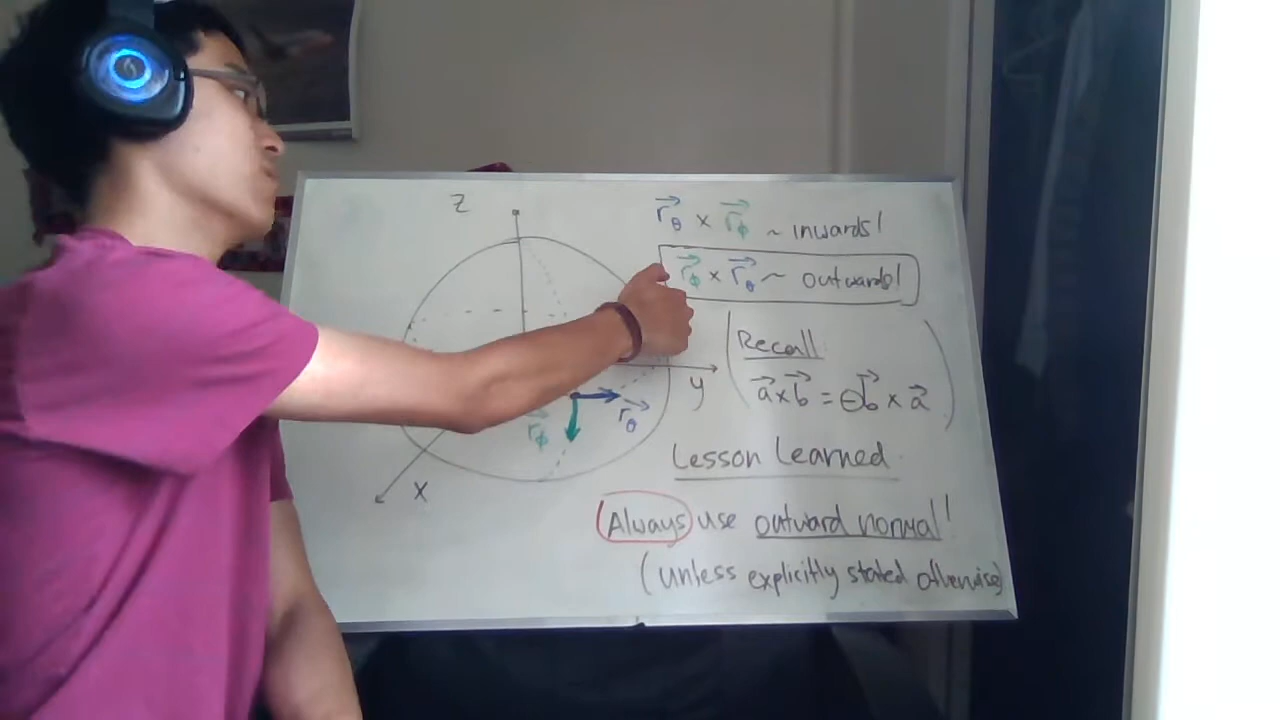 z
r⃗θ × r⃗ϕ ~ inwards!
r⃗ϕ × r⃗θ ~ outwards!
Recall
a⃗×b⃗ = ⊖b⃗ × a⃗
y
r⃗ϕ r⃗θ
x
Lesson Learned
Always use outward normal!
(unless explicitly stated otherwise)